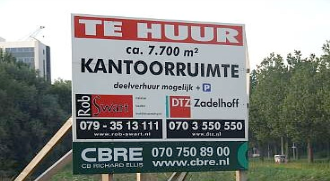 TE HUUR
ca. 7.700 m²
KANTOORRUIMTE
deelverhuur mogelijk + P
Rob Swart
DTZ Zadelhoff
079 - 35 13 111
070 3 550 550
www.rob-swart.nl
www.dtz.nl
CBRE 070 750 89 00
CB RICHARD ELLIS www.cbre.nl